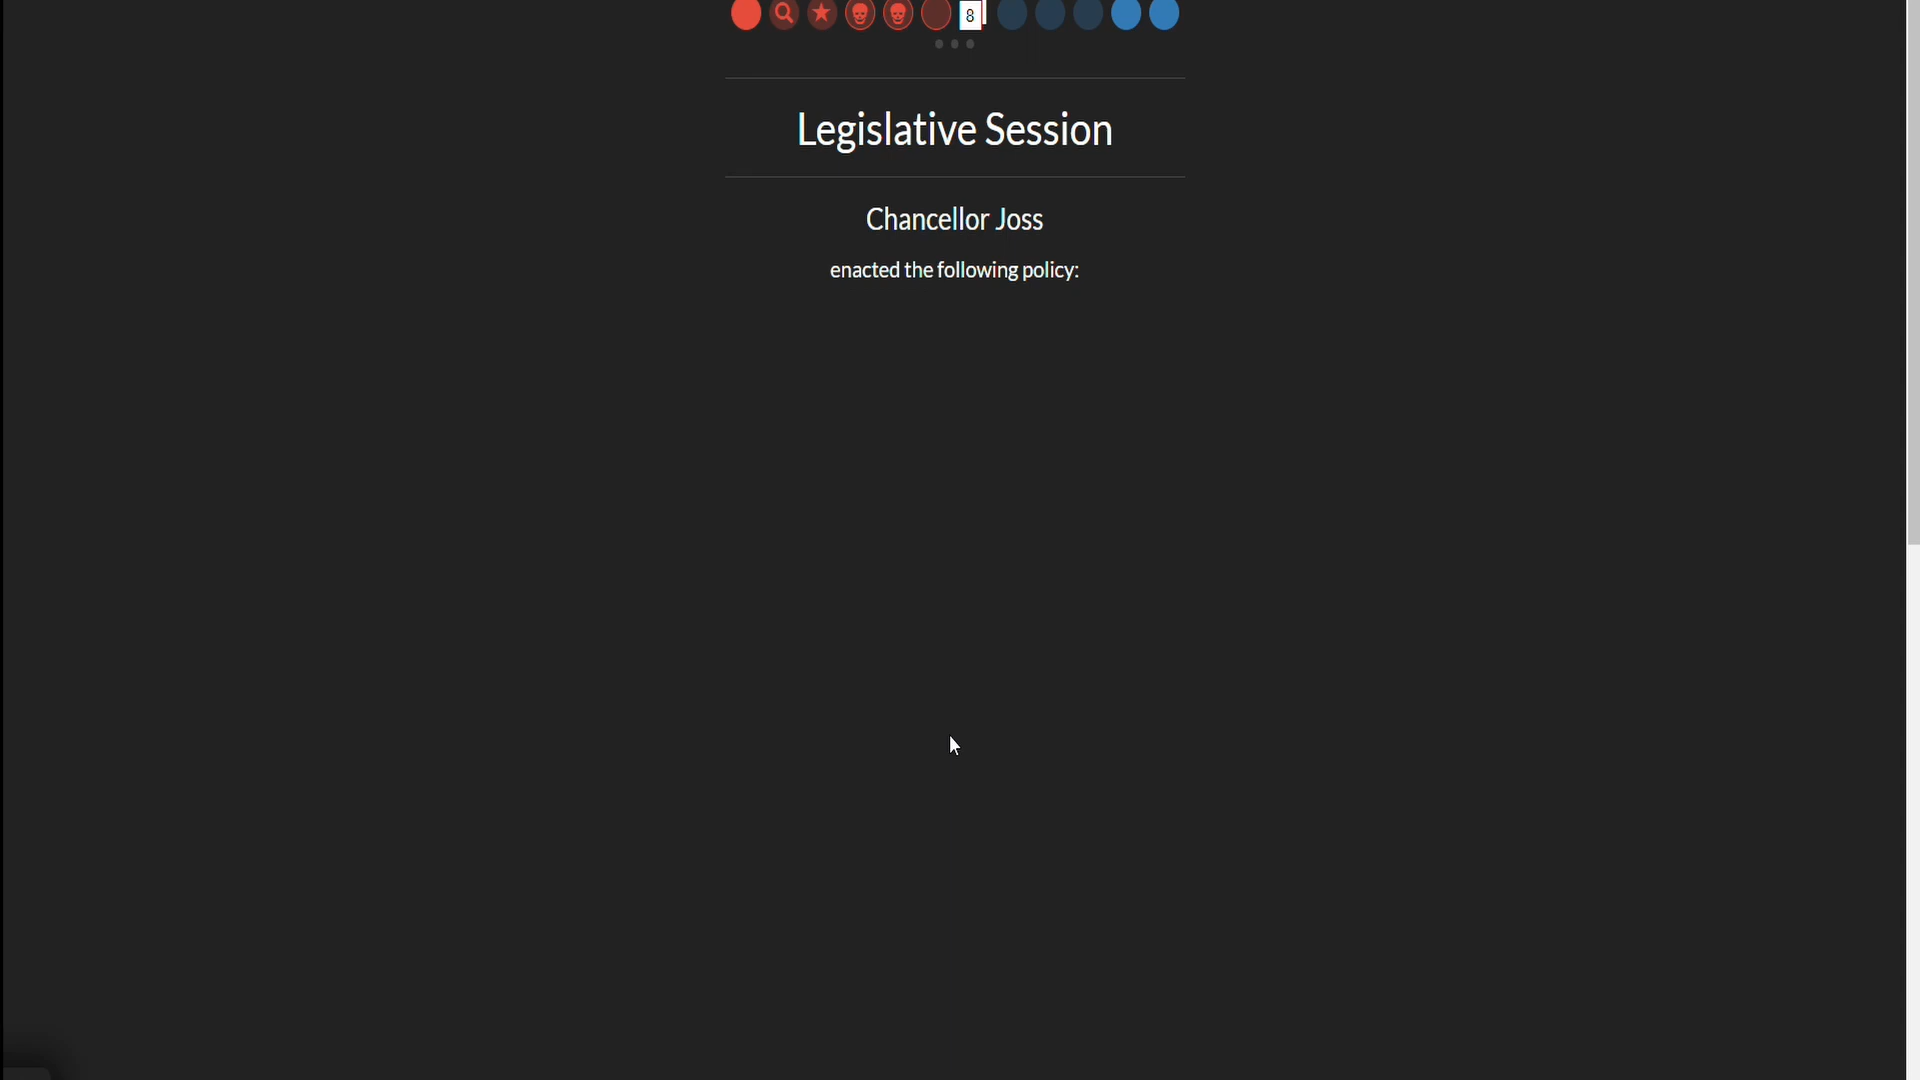 8
Legislative Session
Chancellor Joss
enacted the following policy: